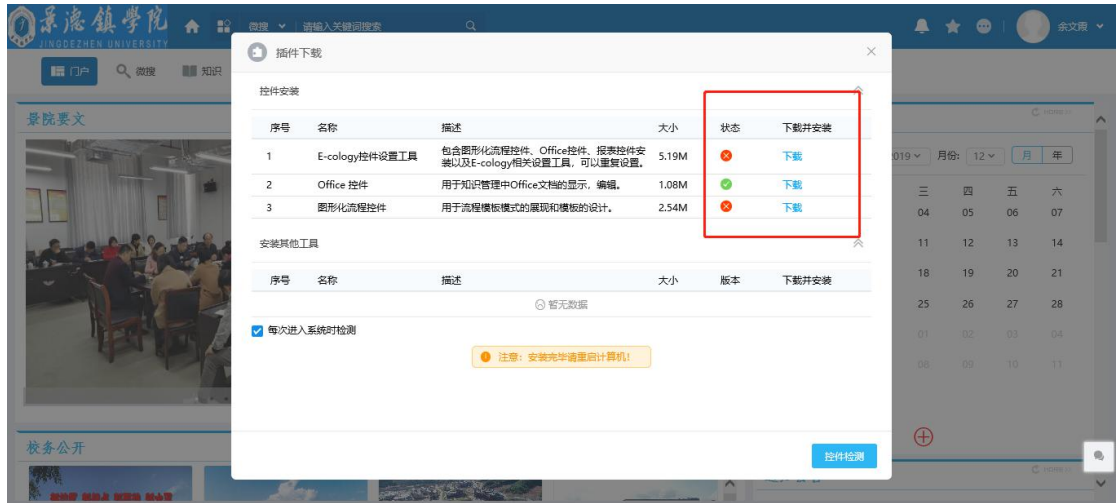 景德鎮學院
JINGDEZHEN UNIVERSITY
微搜
请输入关键词搜索
余文霞
门户
微搜
知识
景院要文
插件下载
控件安装
序号 名称 描述 大小 状态 下载并安装
1 E-cology控件设置工具 包含图形化流程控件、Office控件、报表控件安
装以及E-cology相关设置工具，可以重复设置。 5.19M 下载
2 Office 控件 用于知识管理中Office文档的显示，编辑。 1.08M 下载
3 图形化流程控件 用于流程模板模式的展现和模板的设计。 2.54M 下载
安装其他工具
序号 名称 描述 大小 版本 下载并安装
暂无数据
每次进入系统时检测
注意：安装完毕请重启计算机！
控件检测
2019 月份: 12 月 年
三 四 五 六
04 05 06 07
11 12 13 14
18 19 20 21
25 26 27 28
01 02 03 04
08 09 10 11
校务公开